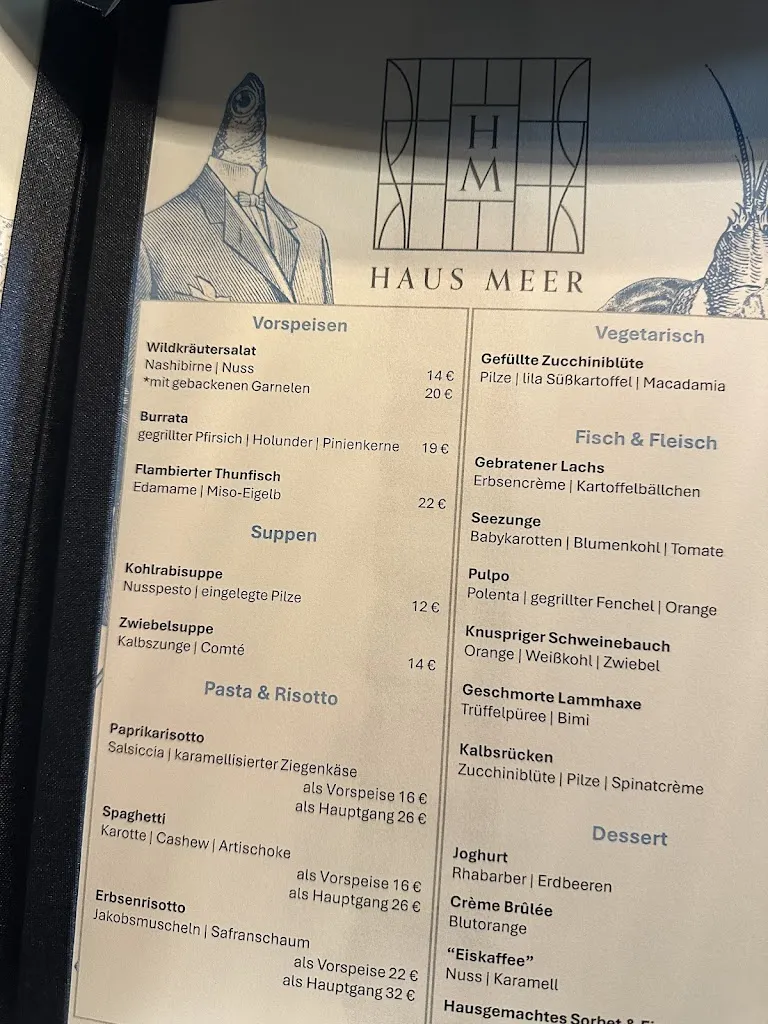 H
M
HAUS MEER
Vorspeisen
Wildkräutersalat
Nashibirne | Nuss
14 €
*mit gebackenen Garnelen
20 €
Burrata
gegrillter Pfirsich | Holunder | Pinienkerne 19 €
Flambierter Thunfisch
Edamame | Miso-Eigelb
22 €
Suppen
Kohlrabisuppe
Nusspesto | eingelegte Pilze
12 €
Zwiebelsuppe
Kalbszunge | Comté
14 €
Pasta & Risotto
Paprikarisotto
Salsiccia | karamellisierter Ziegenkäse
als Vorspeise 16 €
als Hauptgang 26 €
Spaghetti
Karotte | Cashew | Artischoke
als Vorspeise 16 €
als Hauptgang 26 €
Erbsenrisotto
Jakobsmuscheln | Safranschaum
als Vorspeise 22 €
als Hauptgang 32 €
Vegetarisch
Gefüllte Zucchiniblüte
Pilze | lila Süßkartoffel | Macadamia
Fisch & Fleisch
Gebratener Lachs
Erbsencrème | Kartoffelbällchen
Seezunge
Babykarotten | Blumenkohl | Tomate
Pulpo
Polenta | gegrillter Fenchel | Orange
Knuspriger Schweinebauch
Orange | Weißkohl | Zwiebel
Geschmorte Lammhaxe
Trüffelpüree | Bimi
Kalbsrücken
Zucchiniblüte | Pilze | Spinatcrème
Dessert
Joghurt
Rhabarber | Erdbeeren
Crème Brûlée
Blutorange
“Eiskaffee”
Nuss | Karamell
Hausgemachtes Sorbet &